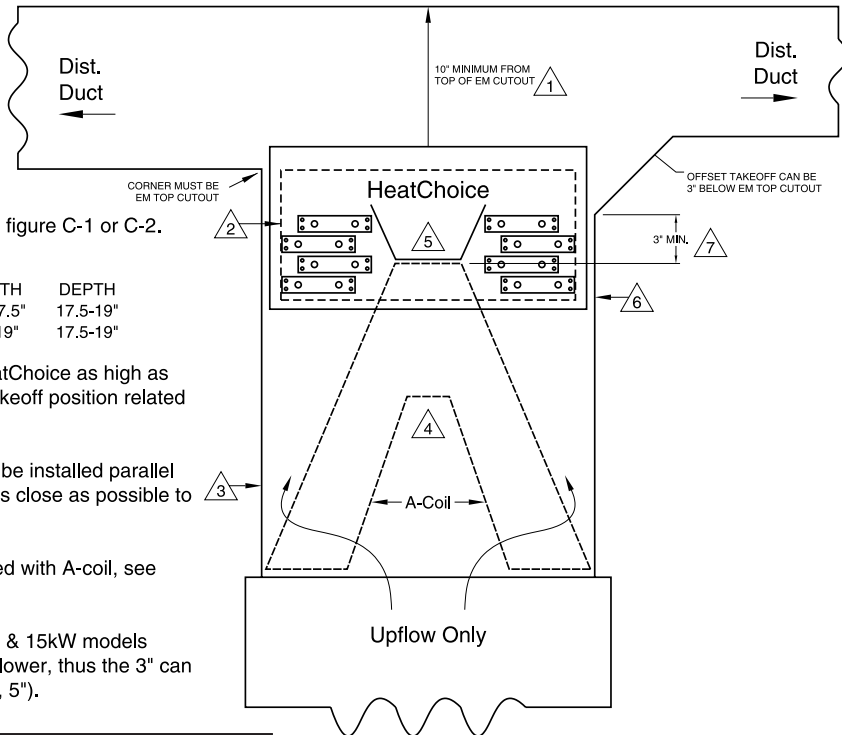 Dist.
Duct
10" MINIMUM FROM
TOP OF EM CUTOUT
1
Dist.
Duct
CORNER MUST BE
EM TOP CUTOUT
HeatChoice
OFFSET TAKEOFF CAN BE
3" BELOW EM TOP CUTOUT
figure C-1 or C-2.
2
5
3" MIN.
7
TH DEPTH
7.5" 17.5-19"
19" 17.5-19"
6
atChoice as high as
keoff position related
4
be installed parallel
s close as possible to
3
A-Coil
ed with A-coil, see
& 15kW models
lower, thus the 3" can
, 5").
Upflow Only